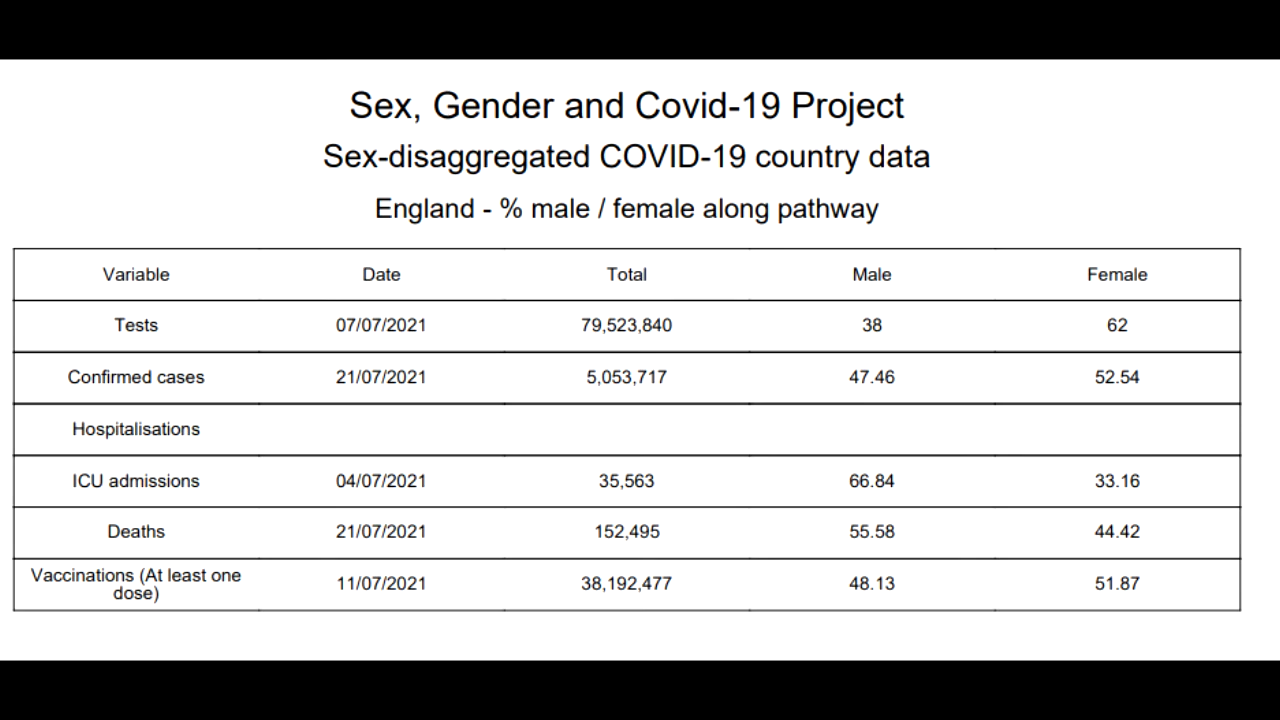 Sex, Gender and Covid-19 Project
Sex-disaggregated COVID-19 country data
England - % male / female along pathway
Variable Date Total Male Female
Tests 07/07/2021 79,523,840 38 62
Confirmed cases 21/07/2021 5,053,717 47.46 52.54
Hospitalisations
ICU admissions 04/07/2021 35,563 66.84 33.16
Deaths 21/07/2021 152,495 55.58 44.42
Vaccinations (At least one
dose) 11/07/2021 38,192,477 48.13 51.87